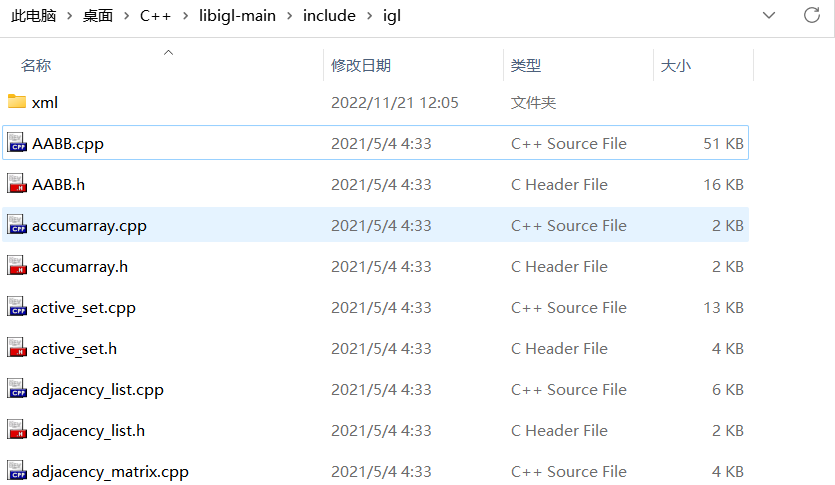 此电脑 > 桌面 > C++ > libigl-main > include > igl
名称 修改日期 类型 大小
xml 2022/11/21 12:05 文件夹
AABB.cpp 2021/5/4 4:33 C++ Source File 51 KB
AABB.h 2021/5/4 4:33 C Header File 16 KB
accumarray.cpp 2021/5/4 4:33 C++ Source File 2 KB
accumarray.h 2021/5/4 4:33 C Header File 2 KB
active_set.cpp 2021/5/4 4:33 C++ Source File 13 KB
active_set.h 2021/5/4 4:33 C Header File 4 KB
adjacency_list.cpp 2021/5/4 4:33 C++ Source File 6 KB
adjacency_list.h 2021/5/4 4:33 C Header File 2 KB
adjacency_matrix.cpp 2021/5/4 4:33 C++ Source File 4 KB